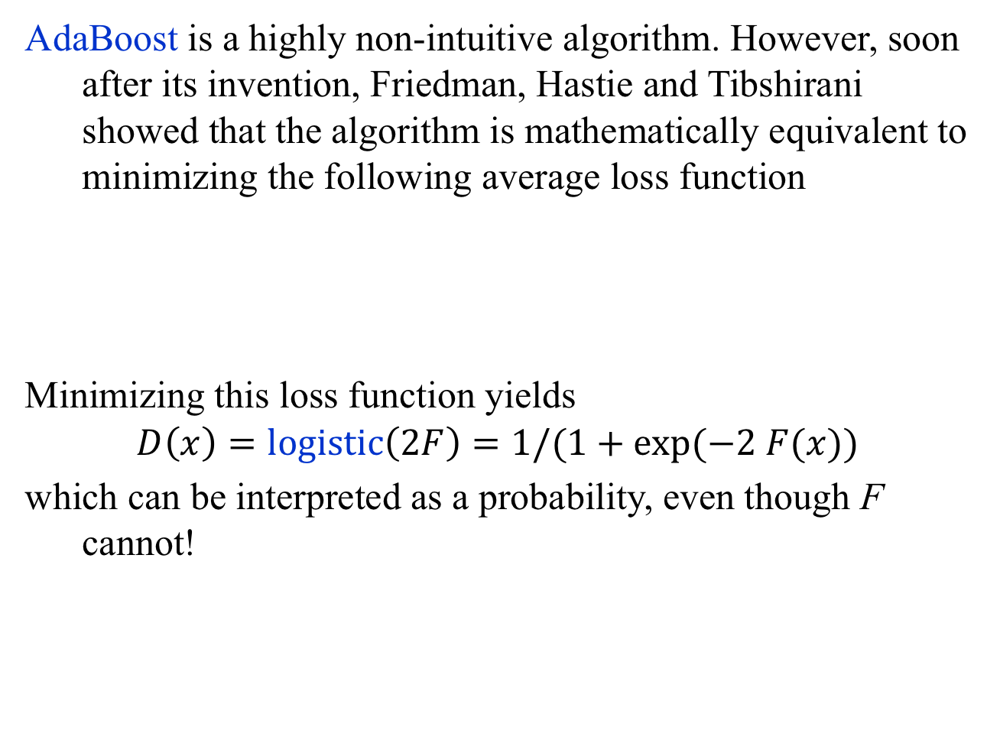 AdaBoost is a highly non-intuitive algorithm. However, soon
after its invention, Friedman, Hastie and Tibshirani
showed that the algorithm is mathematically equivalent to
minimizing the following average loss function
Minimizing this loss function yields
D(x) = logistic(2F) = 1/(1 + exp(−2 F(x))
which can be interpreted as a probability, even though F
cannot!